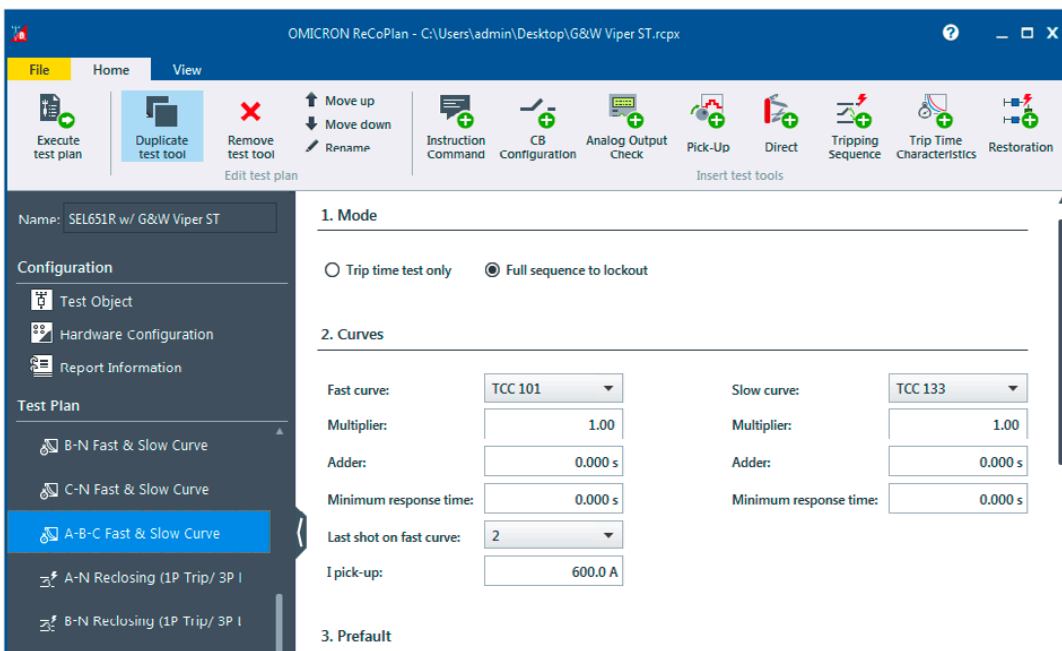 OMICRON ReCoPlan - C:\Users\admin\Desktop\G&W Viper ST.rcpx
File Home View
Execute test plan
Duplicate test tool
Remove test tool
Move up
Move down
Rename
Edit test plan
Instruction Command
CB Configuration
Analog Output Check
Pick-Up
Direct
Tripping Sequence
Trip Time Characteristics
Restoration
Insert test tools
Name: SEL651R w/ G&W Viper ST
Configuration
Test Object
Hardware Configuration
Report Information
Test Plan
B-N Fast & Slow Curve
C-N Fast & Slow Curve
A-B-C Fast & Slow Curve
A-N Reclosing (1P Trip/ 3P
B-N Reclosing (1P Trip/ 3P
1. Mode
Trip time test only Full sequence to lockout
2. Curves
Fast curve: TCC 101 Slow curve: TCC 133
Multiplier: 1.00 Multiplier: 1.00
Adder: 0.000 s Adder: 0.000 s
Minimum response time: 0.000 s Minimum response time: 0.000 s
Last shot on fast curve: 2
I pick-up: 600.0 A
3. Prefault